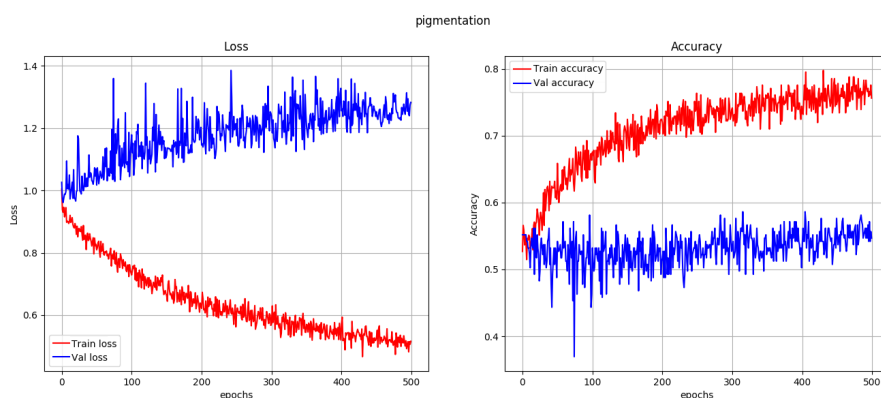 pigmentation
Loss
1.4
1.2
1.0
0.8
0.6
Loss
Train loss
Val loss
0
100
200
300
400
500
epochs
Accuracy
Train accuracy
Val accuracy
0.8
0.7
0.6
0.5
0.4
Accuracy
0
100
200
300
400
500
epochs